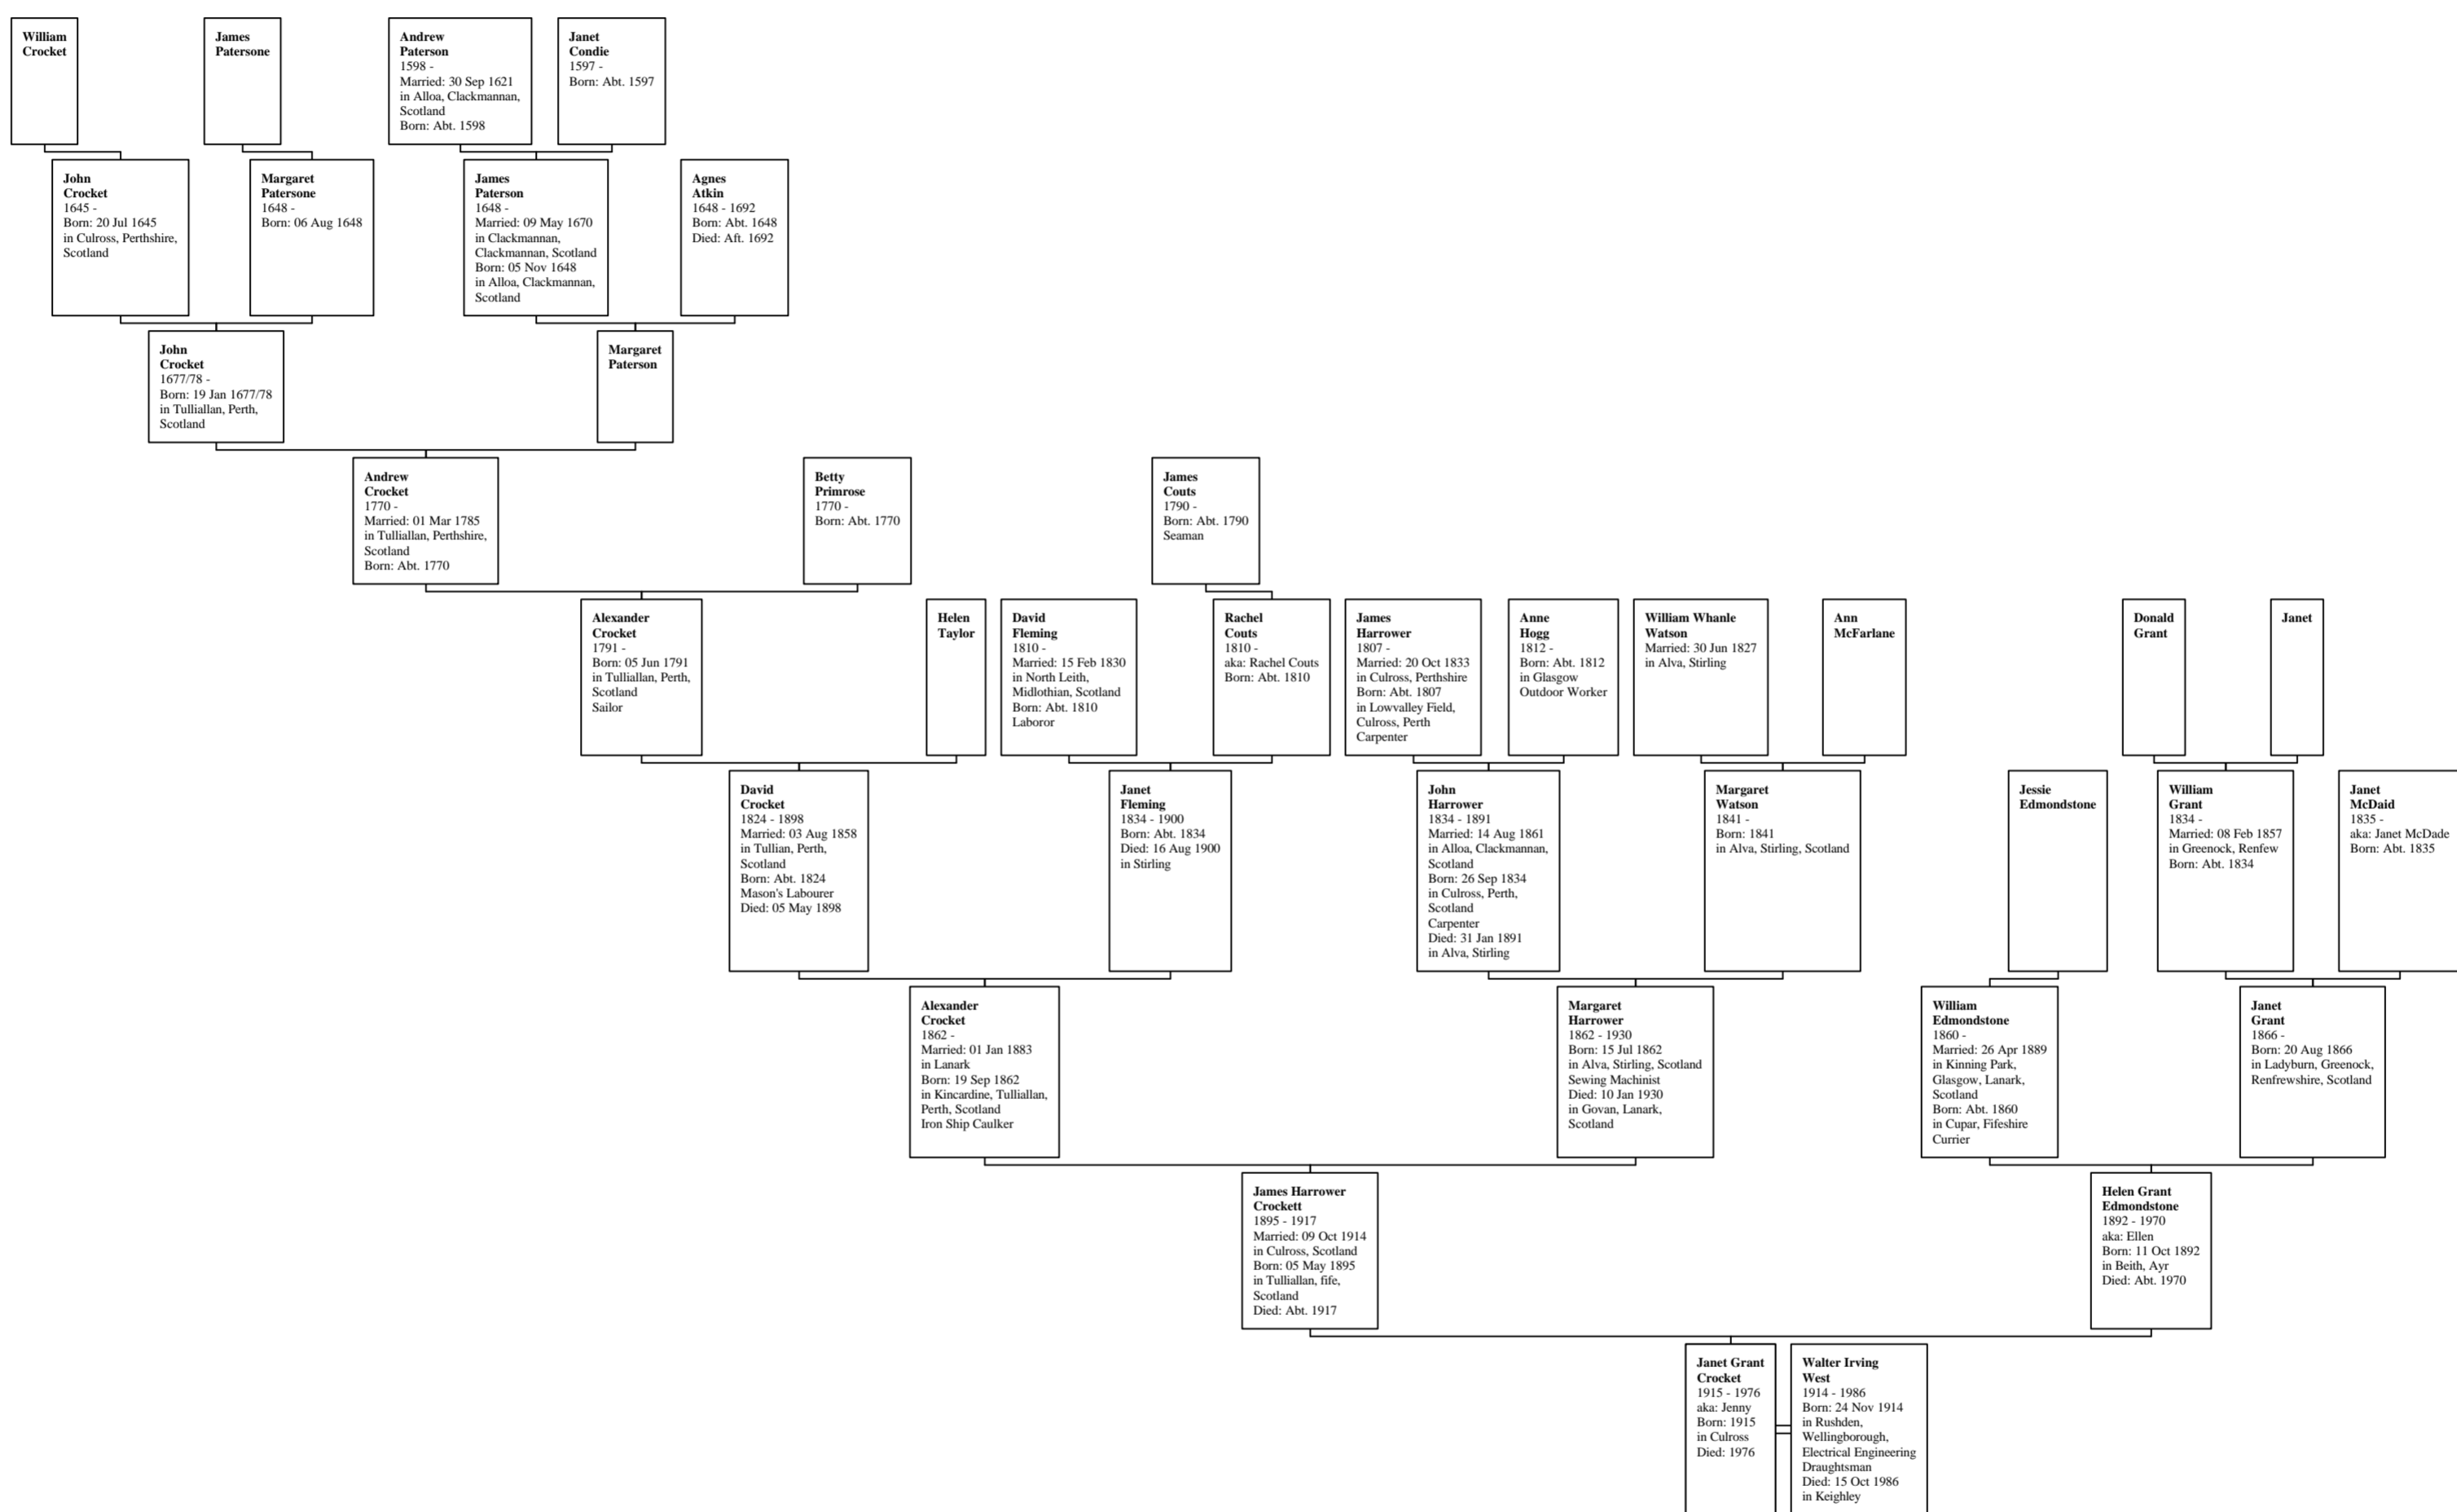 William
Crocket
James
Patersone
Andrew
Paterson
1598 -
Married: 30 Sep 1621
in Alloa, Clackmannan,
Scotland
Born: Abt. 1598
Janet
Condie
1597 -
Born: Abt. 1597
John
Crocket
1645 -
Born: 20 Jul 1645
in Culross, Perthshire,
Scotland
Margaret
Patersone
1648 -
Born: 06 Aug 1648
James
Paterson
1648 -
Married: 09 May 1670
in Clackmannan,
Clackmannan, Scotland
Born: 05 Nov 1648
in Alloa, Clackmannan,
Scotland
Agnes
Atkin
1648 - 1692
Born: Abt. 1648
Died: Aft. 1692
John
Crocket
1677/78 -
Born: 19 Jan 1677/78
in Tulliallan, Perth,
Scotland
Margaret
Paterson
Andrew
Crocket
1770 -
Married: 01 Mar 1785
in Tulliallan, Perthshire,
Scotland
Born: Abt. 1770
Betty
Primrose
1770 -
Born: Abt. 1770
James
Couts
1790 -
Born: Abt. 1790
Seaman
Alexander
Crocket
1791 -
Born: 05 Jun 1791
in Tulliallan, Perth,
Scotland
Sailor
Helen
Taylor
David
Fleming
1810 -
Married: 15 Feb 1830
in North Leith,
Midlothian, Scotland
Born: Abt. 1810
Laboror
Rachel
Couts
1810 -
aka: Rachel Couts
Born: Abt. 1810
James
Harrower
1807 -
Married: 20 Oct 1833
in Culross, Perthshire
Born: Abt. 1807
in Lowvalley Field,
Culross, Perth
Carpenter
Anne
Hogg
1812 -
Born: Abt. 1812
in Glasgow
Outdoor Worker
William Whanle
Watson
Married: 30 Jun 1827
in Alva, Stirling
Ann
McFarlane
Donald
Grant
Janet
David
Crocket
1824 - 1898
Married: 03 Aug 1858
in Tullian, Perth,
Scotland
Born: Abt. 1824
Mason's Labourer
Died: 05 May 1898
Janet
Fleming
1834 - 1900
Born: Abt. 1834
Died: 16 Aug 1900
in Stirling
John
Harrower
1834 - 1891
Married: 14 Aug 1861
in Alloa, Clackmannan,
Scotland
Born: 26 Sep 1834
in Culross, Perth,
Scotland
Carpenter
Died: 31 Jan 1891
in Alva, Stirling
Margaret
Watson
1841 -
Born: 1841
in Alva, Stirling, Scotland
Jessie
Edmondstone
William
Grant
1834 -
Married: 08 Feb 1857
in Greenock, Renfew
Born: Abt. 1834
Janet
McDaid
1835 -
aka: Janet McDade
Born: Abt. 1835
Alexander
Crocket
1862 -
Married: 01 Jan 1883
in Lanark
Born: 19 Sep 1862
in Kincardine, Tulliallan,
Perth, Scotland
Iron Ship Caulker
Margaret
Harrower
1862 - 1930
Born: 15 Jul 1862
in Alva, Stirling, Scotland
Sewing Machinist
Died: 10 Jan 1930
in Govan, Lanark,
Scotland
William
Edmondstone
1860 -
Married: 26 Apr 1889
in Kinning Park,
Glasgow, Lanark,
Scotland
Born: Abt. 1860
in Cupar, Fifeshire
Currier
Janet
Grant
1866 -
Born: 20 Aug 1866
in Ladyburn, Greenock,
Renfrewshire, Scotland
James Harrower
Crockett
1895 - 1917
Married: 09 Oct 1914
in Culross, Scotland
Born: 05 May 1895
in Tulliallan, fife,
Scotland
Died: Abt. 1917
Helen Grant
Edmondstone
1892 - 1970
aka: Ellen
Born: 11 Oct 1892
in Beith, Ayr
Died: Abt. 1970
Janet Grant
Crocket
1915 - 1976
aka: Jenny
Born: 1915
in Culross
Died: 1976
Walter Irving
West
1914 - 1986
Born: 24 Nov 1914
in Rushden,
Wellingborough,
Electrical Engineering
Draughtsman
Died: 15 Oct 1986
in Keighley